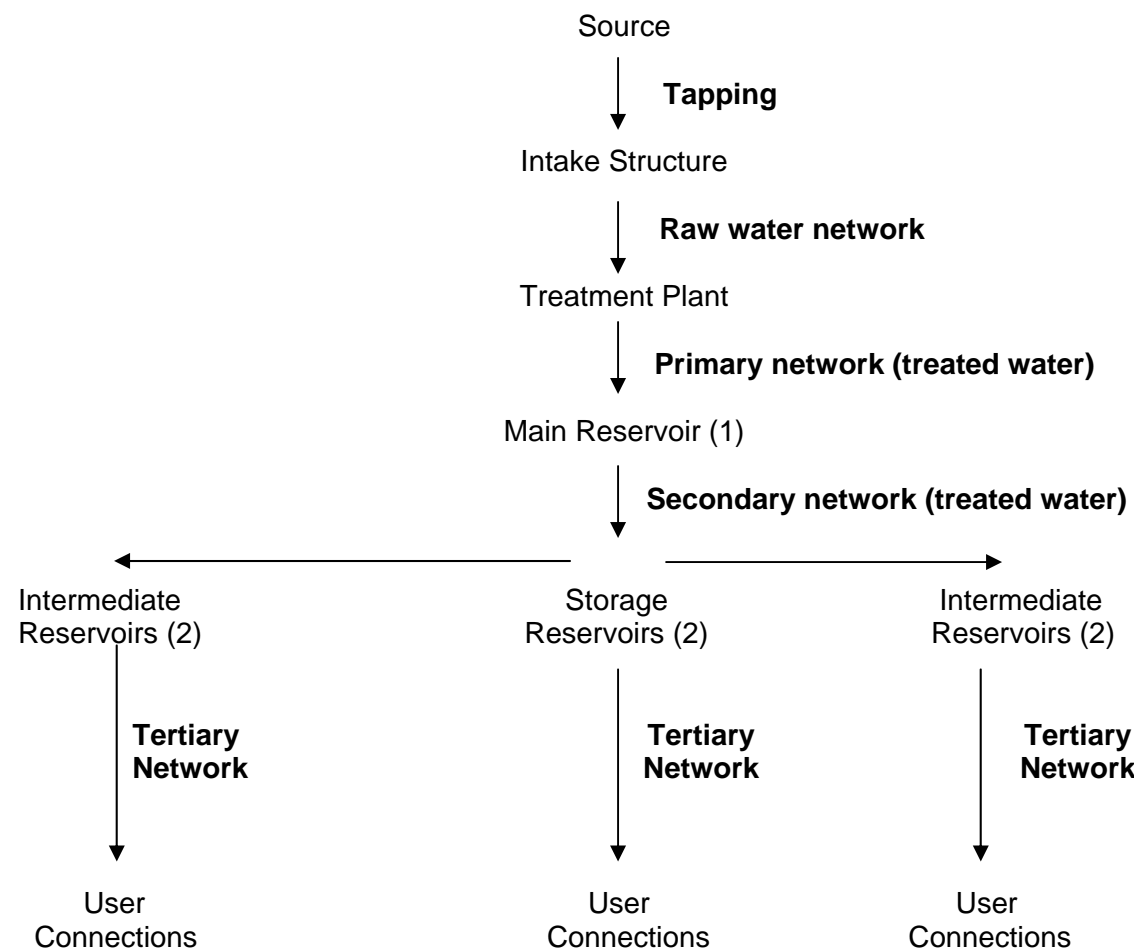 Source
Tapping
Intake Structure
Raw water network
Treatment Plant
Primary network (treated water)
Main Reservoir (1)
Secondary network (treated water)
Intermediate
Reservoirs (2)
Storage
Reservoirs (2)
Intermediate
Reservoirs (2)
Tertiary
Network
Tertiary
Network
Tertiary
Network
User
Connections
User
Connections
User
Connections